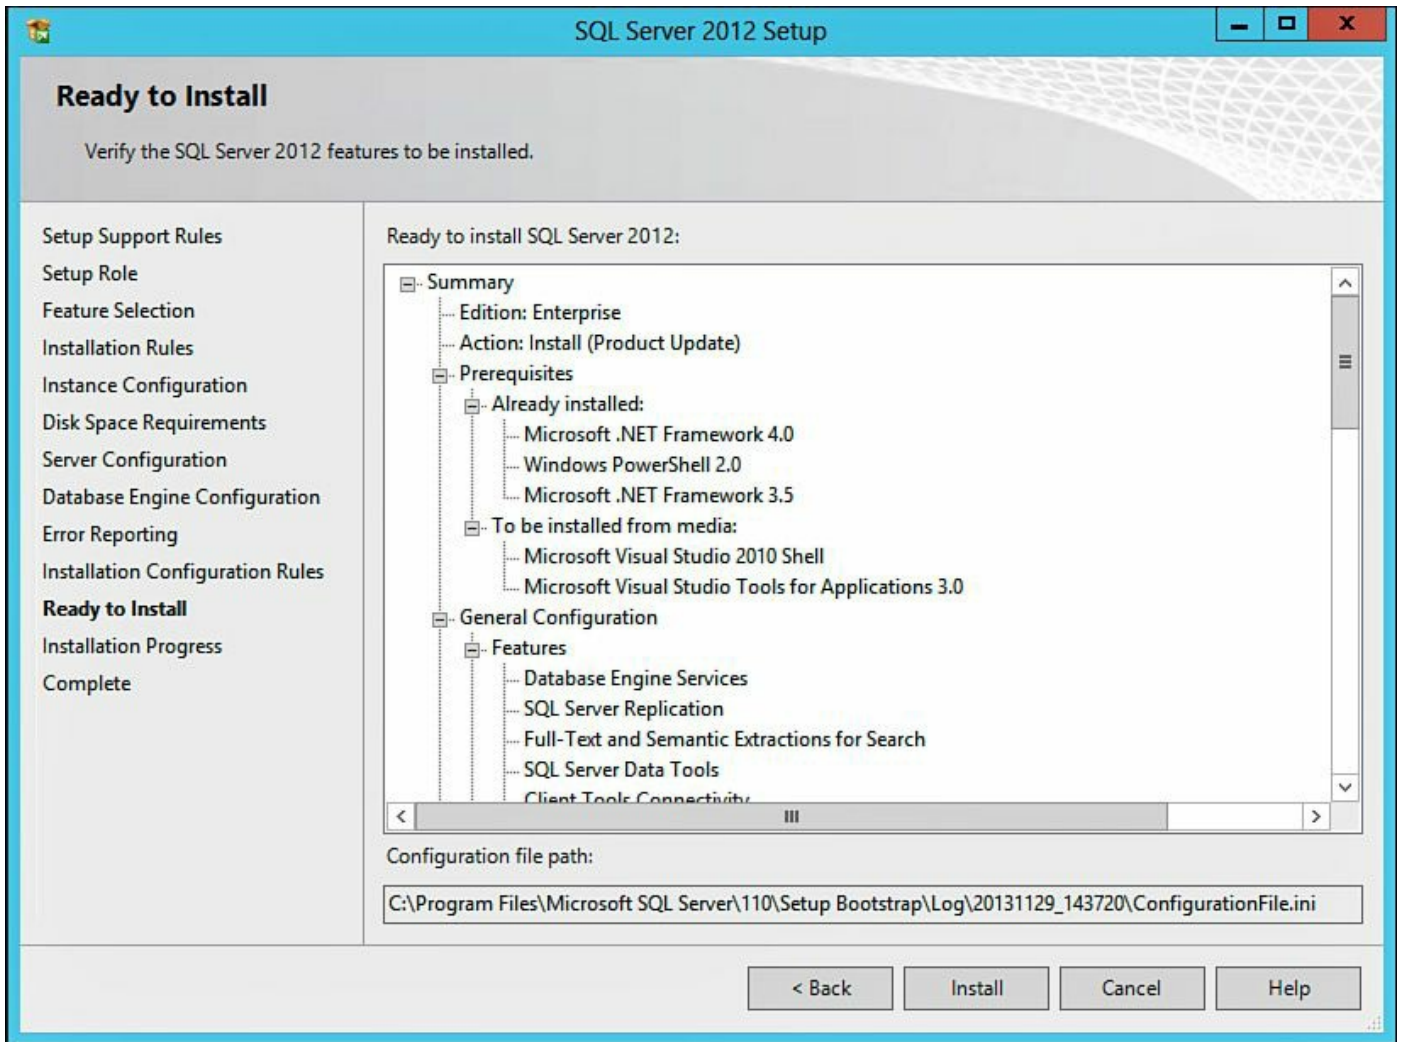 SQL Server 2012 Setup
Ready to Install
Verify the SQL Server 2012 features to be installed.
Setup Support Rules
Setup Role
Feature Selection
Installation Rules
Instance Configuration
Disk Space Requirements
Server Configuration
Database Engine Configuration
Error Reporting
Installation Configuration Rules
Ready to Install
Installation Progress
Complete
Ready to install SQL Server 2012:
Summary
Edition: Enterprise
Action: Install (Product Update)
Prerequisites
Already installed:
Microsoft .NET Framework 4.0
Windows PowerShell 2.0
Microsoft .NET Framework 3.5
To be installed from media:
Microsoft Visual Studio 2010 Shell
Microsoft Visual Studio Tools for Applications 3.0
General Configuration
Features
Database Engine Services
SQL Server Replication
Full-Text and Semantic Extractions for Search
SQL Server Data Tools
Client Tools Connectivity
Configuration file path:
C:\Program Files\Microsoft SQL Server\110\Setup Bootstrap\Log\20131129_143720\ConfigurationFile.ini
< Back
Install
Cancel
Help